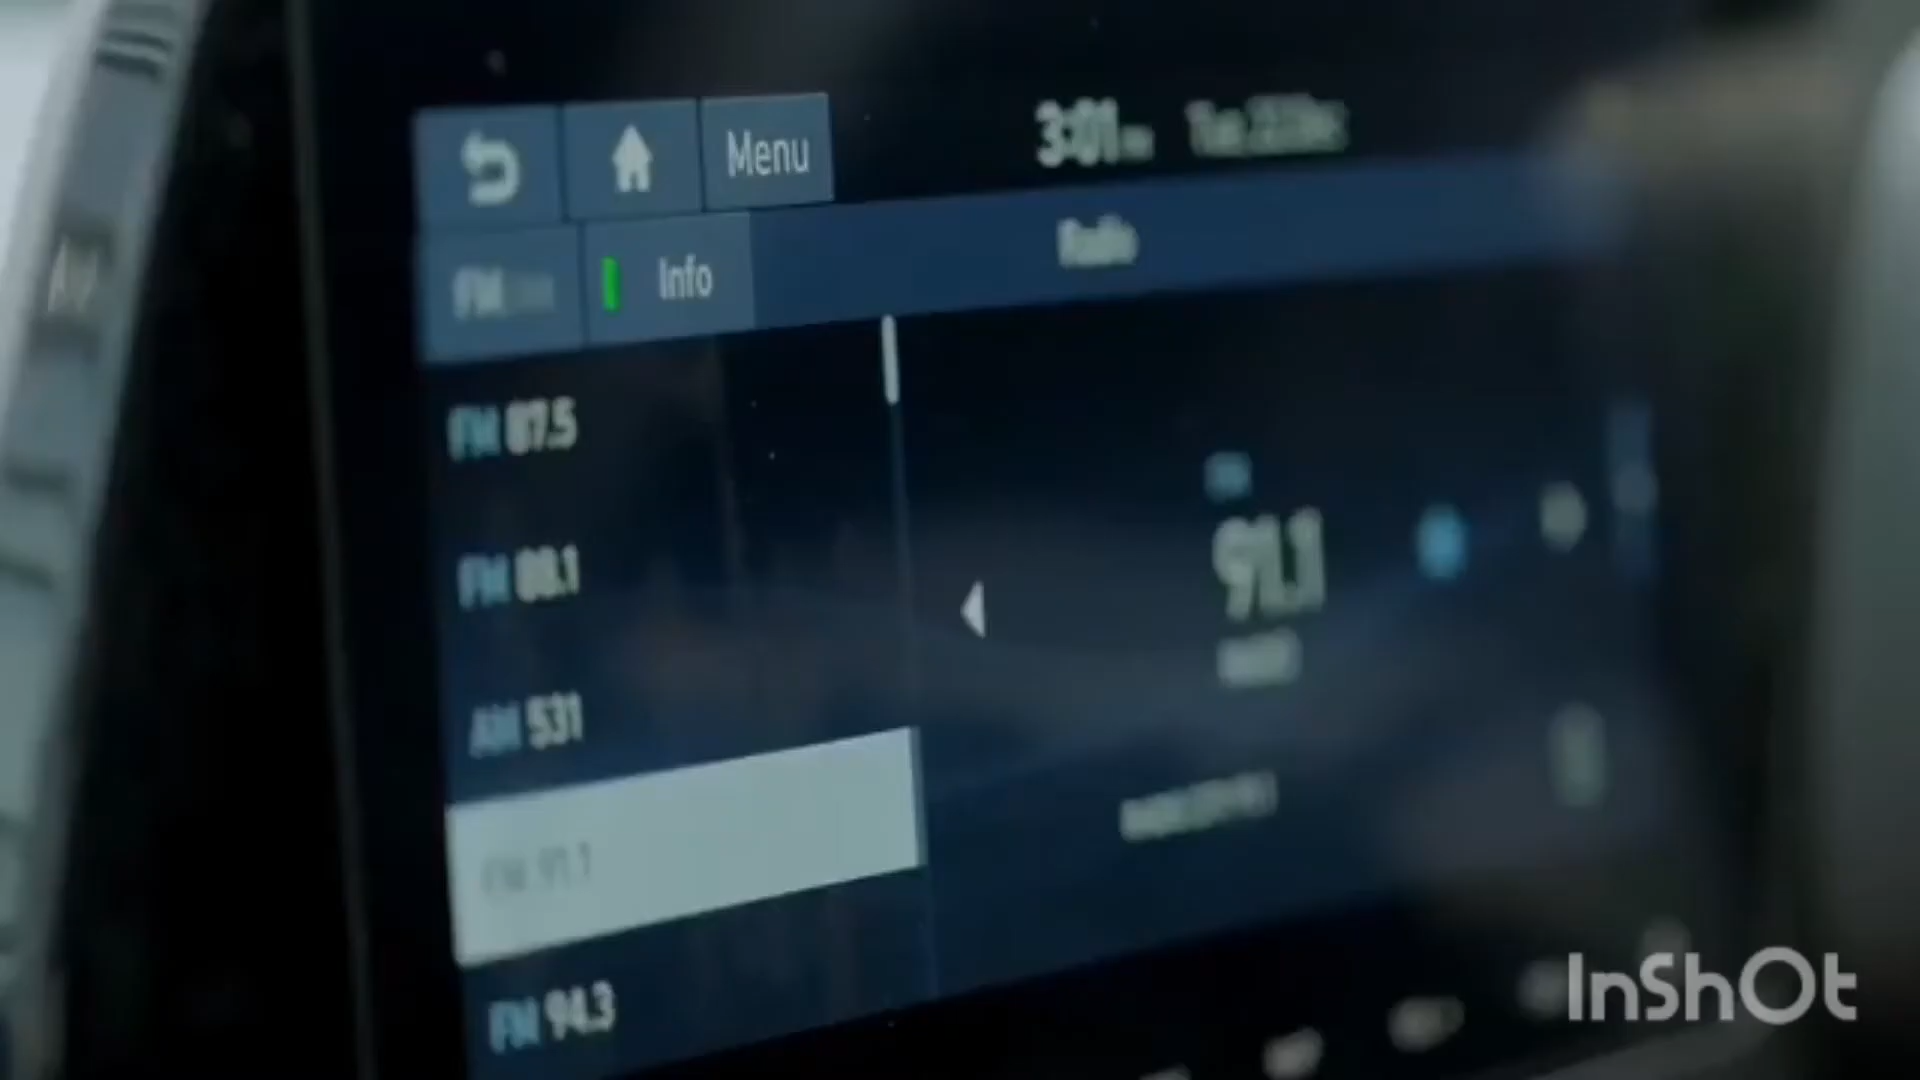 Menu
3:01
FM
Info
Radio
FM 87.5
FM 88.1
91.1
AM 531
FM 91.1
FM 94.3
InShOt